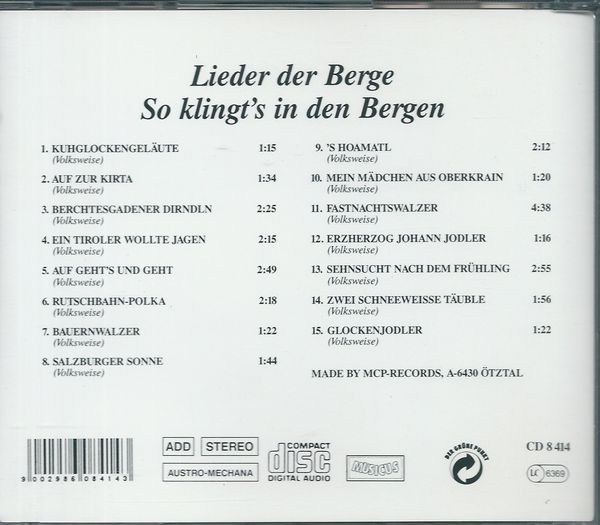 Lieder der Berge
So klingt's in den Bergen
1. KUHGLOCKENGELÄUTE 1:15
(Volksweise)
2. AUF ZUR KIRTA 1:34
(Volksweise)
3. BERCHTESGADENER DIRNDLN 2:25
(Volksweise)
4. EIN TIROLER WOLLTE JAGEN 2:15
(Volksweise)
5. AUF GEHT'S UND GEHT 2:49
(Volksweise)
6. RUTSCHBAHN-POLKA 2:18
(Volksweise)
7. BAUERNWALZER 1:22
(Volksweise)
8. SALZBURGER SONNE 1:44
(Volksweise)
9. 'S HOAMATL 2:12
(Volksweise)
10. MEIN MÄDCHEN AUS OBERKRAIN 1:20
(Volksweise)
11. FASTNACHTSWALZER 4:38
(Volksweise)
12. ERZHERZOG JOHANN JODLER 1:16
(Volksweise)
13. SEHNSUCHT NACH DEM FRÜHLING 2:55
(Volksweise)
14. ZWEI SCHNEEWEISSE TÄUBLE 1:56
(Volksweise)
15. GLOCKENJODLER 1:22
(Volksweise)
MADE BY MCP-RECORDS, A-6430 ÖTZTAL
9002986084143
ADD STEREO
AUSTRO-MECHANA
COMPACT
disc
DIGITAL AUDIO
MUSICUS
DER GRÜNE PUNKT
CD 8 414
LC 6369